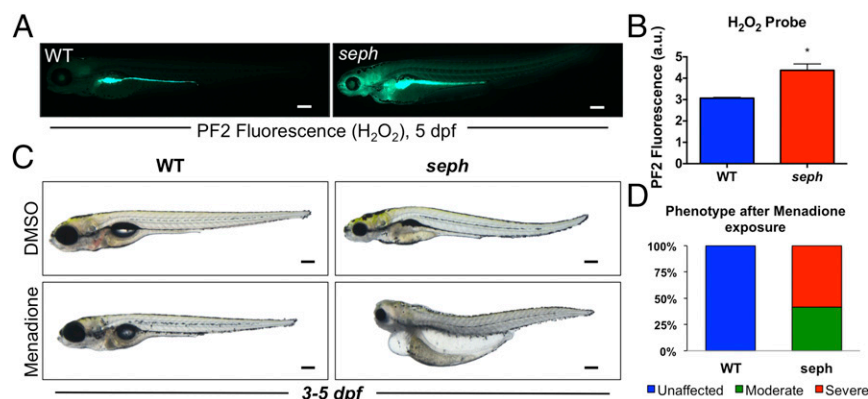 A
WT
seph
PF2 Fluorescence (H₂O₂), 5 dpf
B
H₂O₂ Probe
PF2 Fluorescence (a.u.)
5
4
3
2
1
0
*
WT
seph
C
WT
seph
DMSO
Menadione
3-5 dpf
D
Phenotype after Menadione
exposure
100%
75%
50%
25%
0%
WT
seph
Unaffected
Moderate
Severe